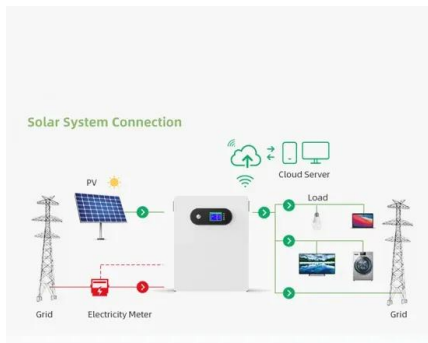 Solar System Connection
PV
Cloud Server
Load
Grid
Electricity Meter
Grid